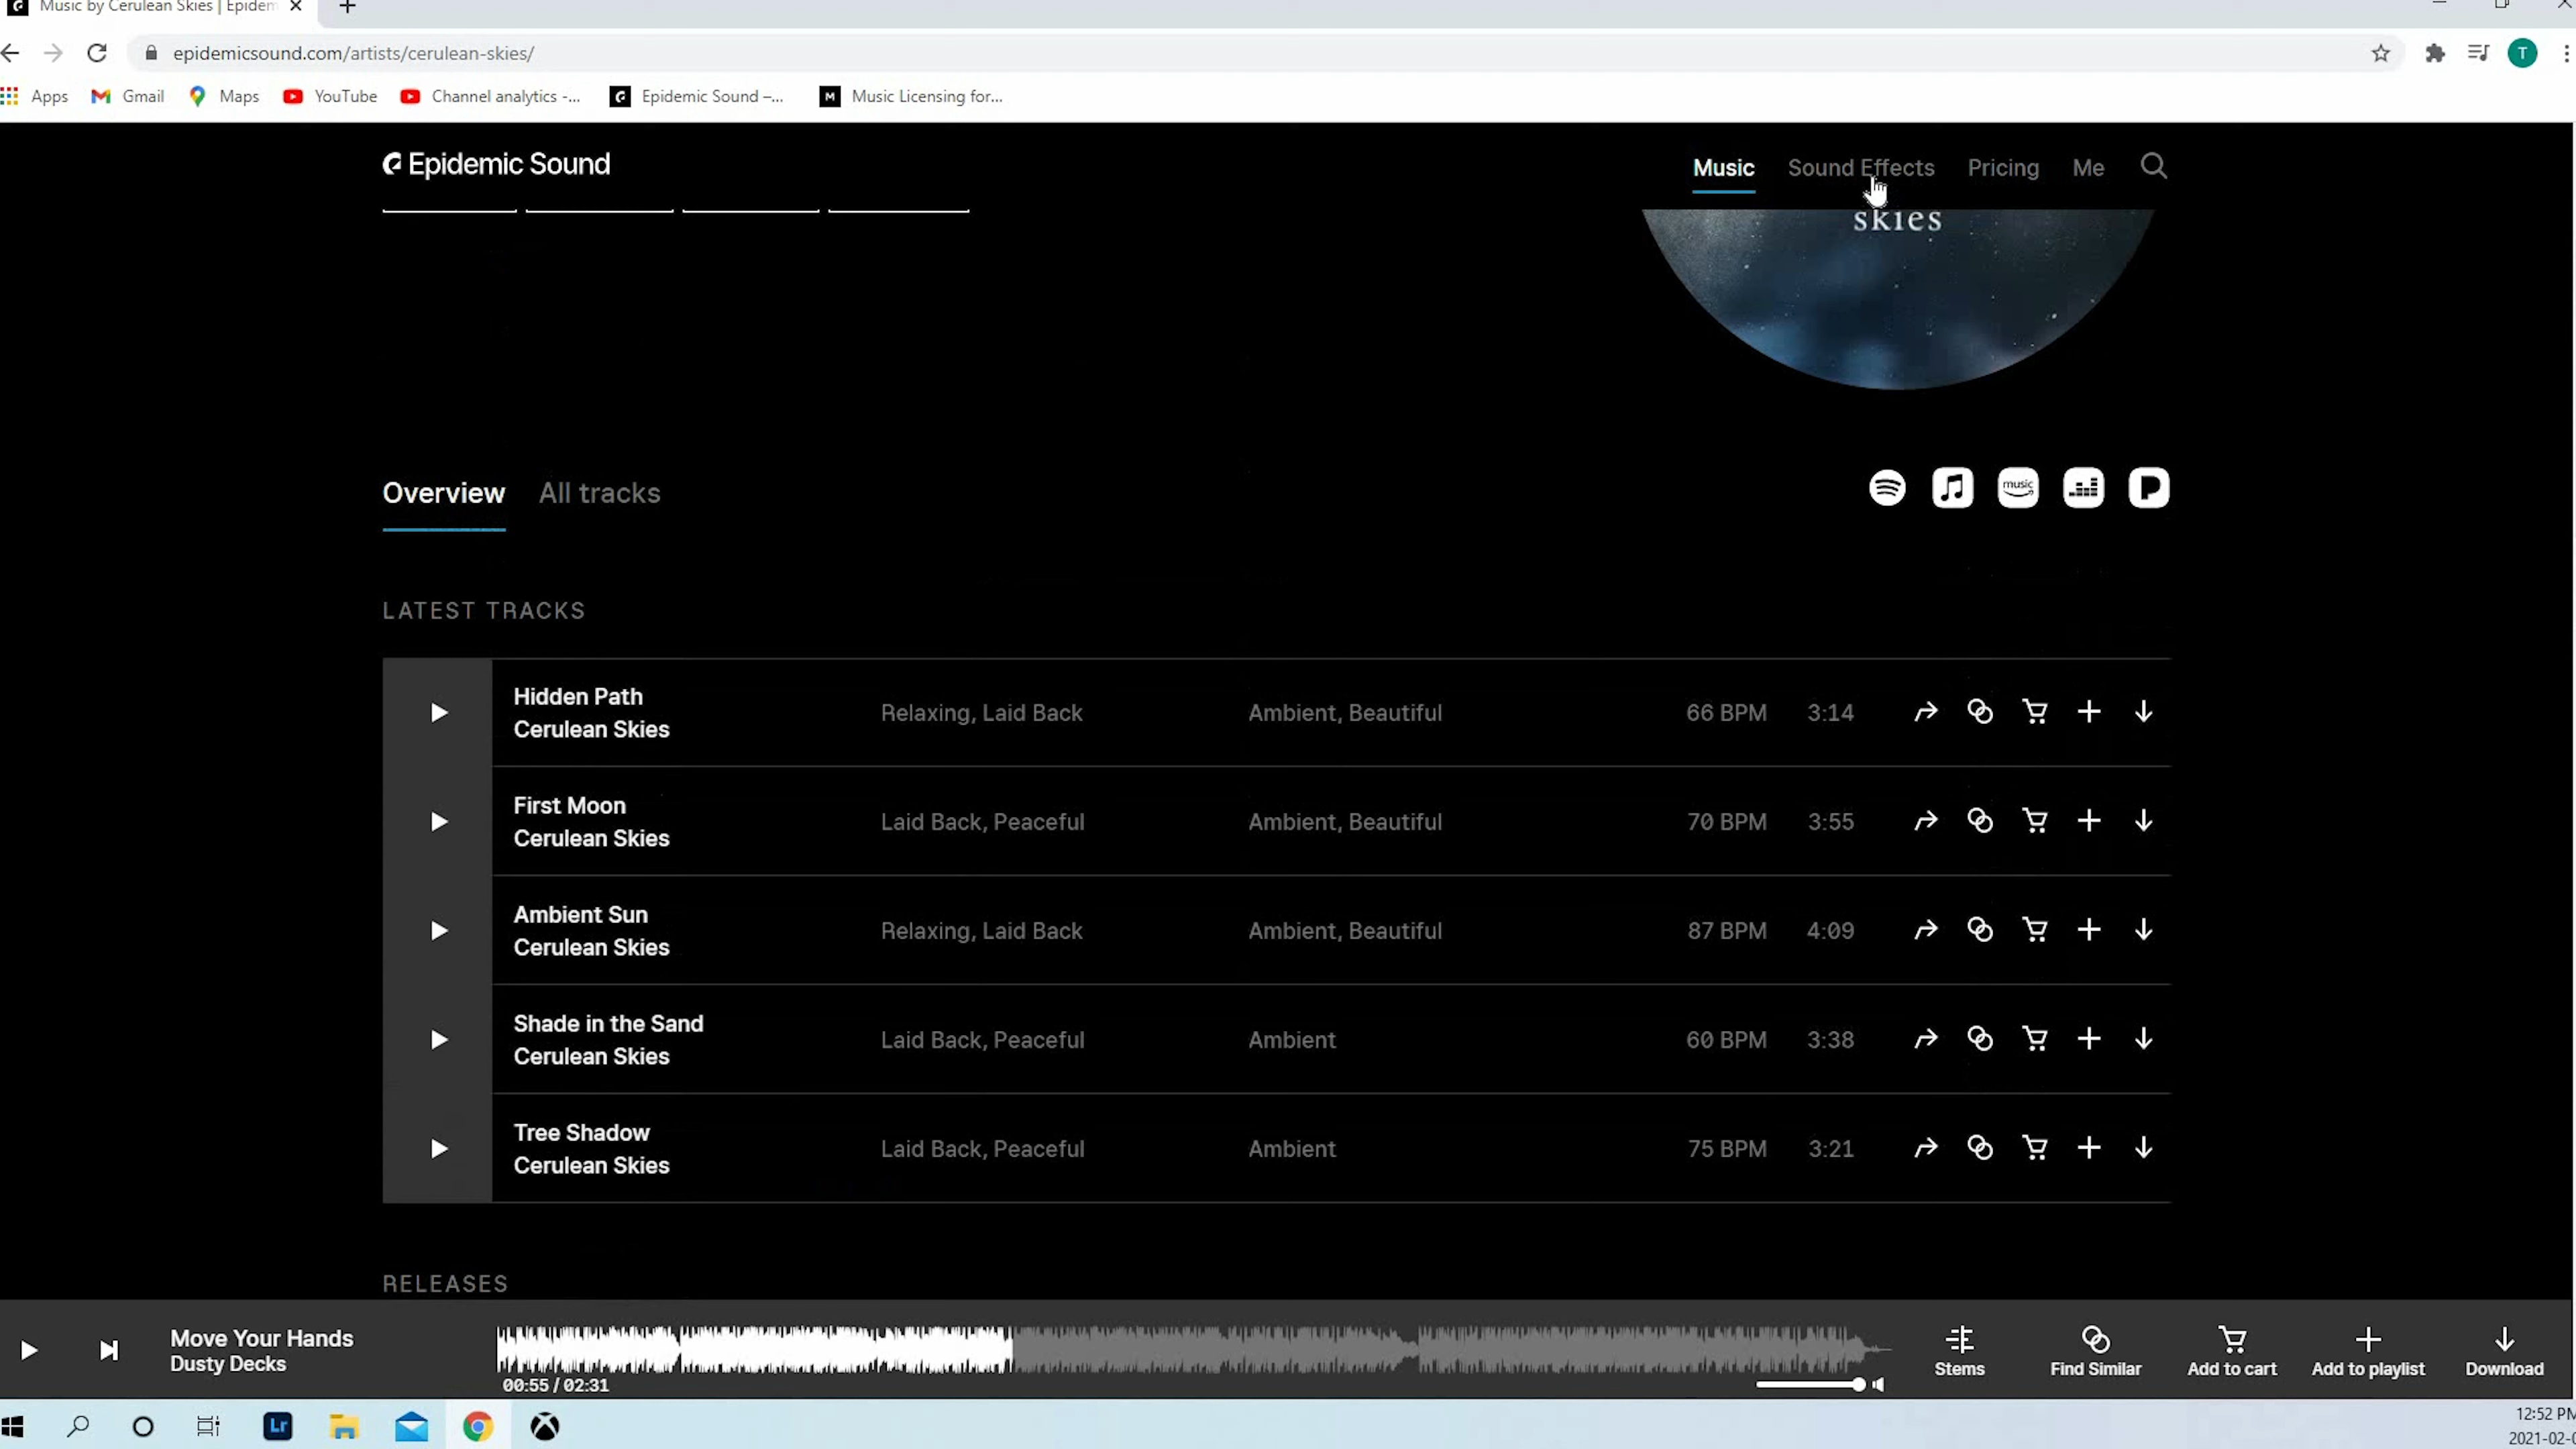 Music by Cerulean Skies | Epidem
epidemicsound.com/artists/cerulean-skies/
T
Apps
Gmail
Maps
YouTube
Channel analytics -...
Epidemic Sound –...
M
Music Licensing for...
Epidemic Sound
Music
Sound Effects
Pricing
Me
skies
Overview
All tracks
music
LATEST TRACKS
Hidden Path
Cerulean Skies
Relaxing, Laid Back
Ambient, Beautiful
66 BPM
3:14
First Moon
Cerulean Skies
Laid Back, Peaceful
Ambient, Beautiful
70 BPM
3:55
Ambient Sun
Cerulean Skies
Relaxing, Laid Back
Ambient, Beautiful
87 BPM
4:09
Shade in the Sand
Cerulean Skies
Laid Back, Peaceful
Ambient
60 BPM
3:38
Tree Shadow
Cerulean Skies
Laid Back, Peaceful
Ambient
75 BPM
3:21
RELEASES
Move Your Hands
Dusty Decks
00:55 / 02:31
Stems
Find Similar
Add to cart
Add to playlist
Download
Lr
12:52 PM
2021-02-